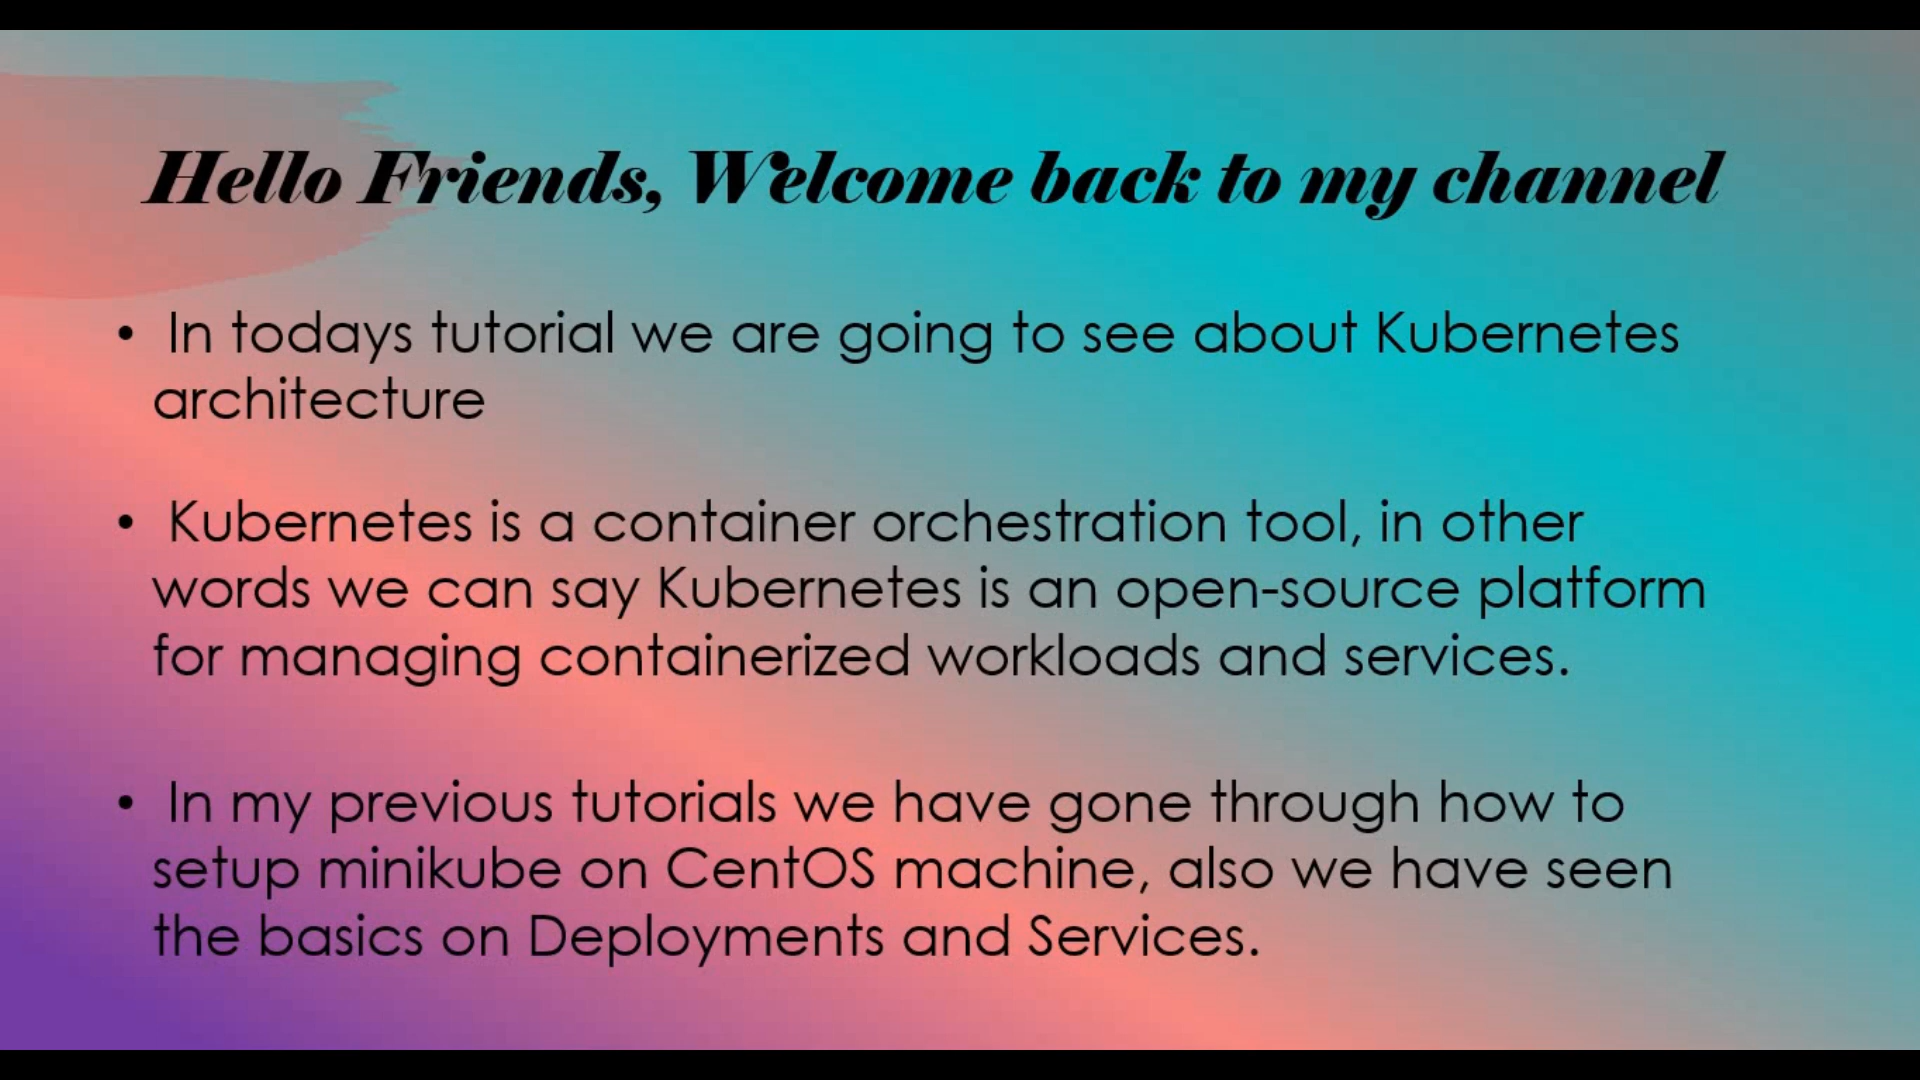 Hello Friends, Welcome back to my channel
• In todays tutorial we are going to see about Kubernetes
architecture
• Kubernetes is a container orchestration tool, in other
words we can say Kubernetes is an open-source platform
for managing containerized workloads and services.
• In my previous tutorials we have gone through how to
setup minikube on CentOS machine, also we have seen
the basics on Deployments and Services.